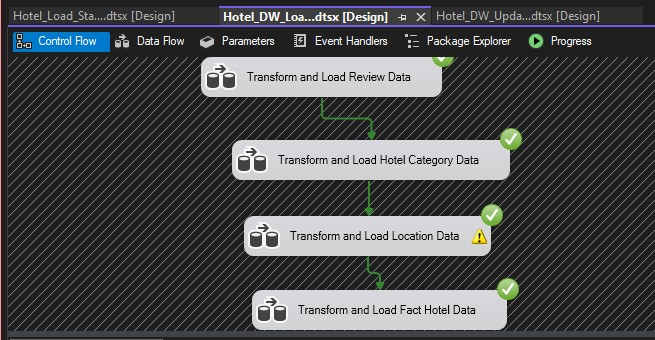 Hotel_Load_Sta....dtsx [Design]
Hotel_DW_Loa...dtsx [Design]
Hotel_DW_Upda...dtsx [Design]
Control Flow
Data Flow
Parameters
Event Handlers
Package Explorer
Progress
Transform and Load Review Data
Transform and Load Hotel Category Data
Transform and Load Location Data
Transform and Load Fact Hotel Data